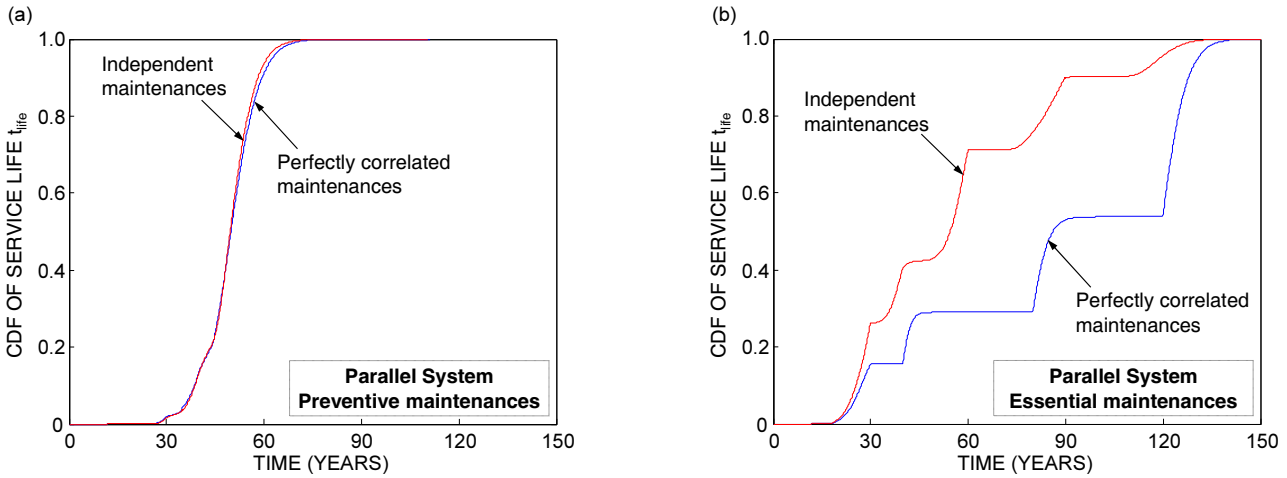 (a)
CDF OF SERVICE LIFE t_life
1.0
0.8
0.6
0.4
0.2
0
Independent
maintenances
Perfectly correlated
maintenances
Parallel System
Preventive maintenances
0 30 60 90 120 150
TIME (YEARS)
(b)
CDF OF SERVICE LIFE t_life
1.0
0.8
0.6
0.4
0.2
0
Independent
maintenances
Perfectly correlated
maintenances
Parallel System
Essential maintenances
0 30 60 90 120 150
TIME (YEARS)